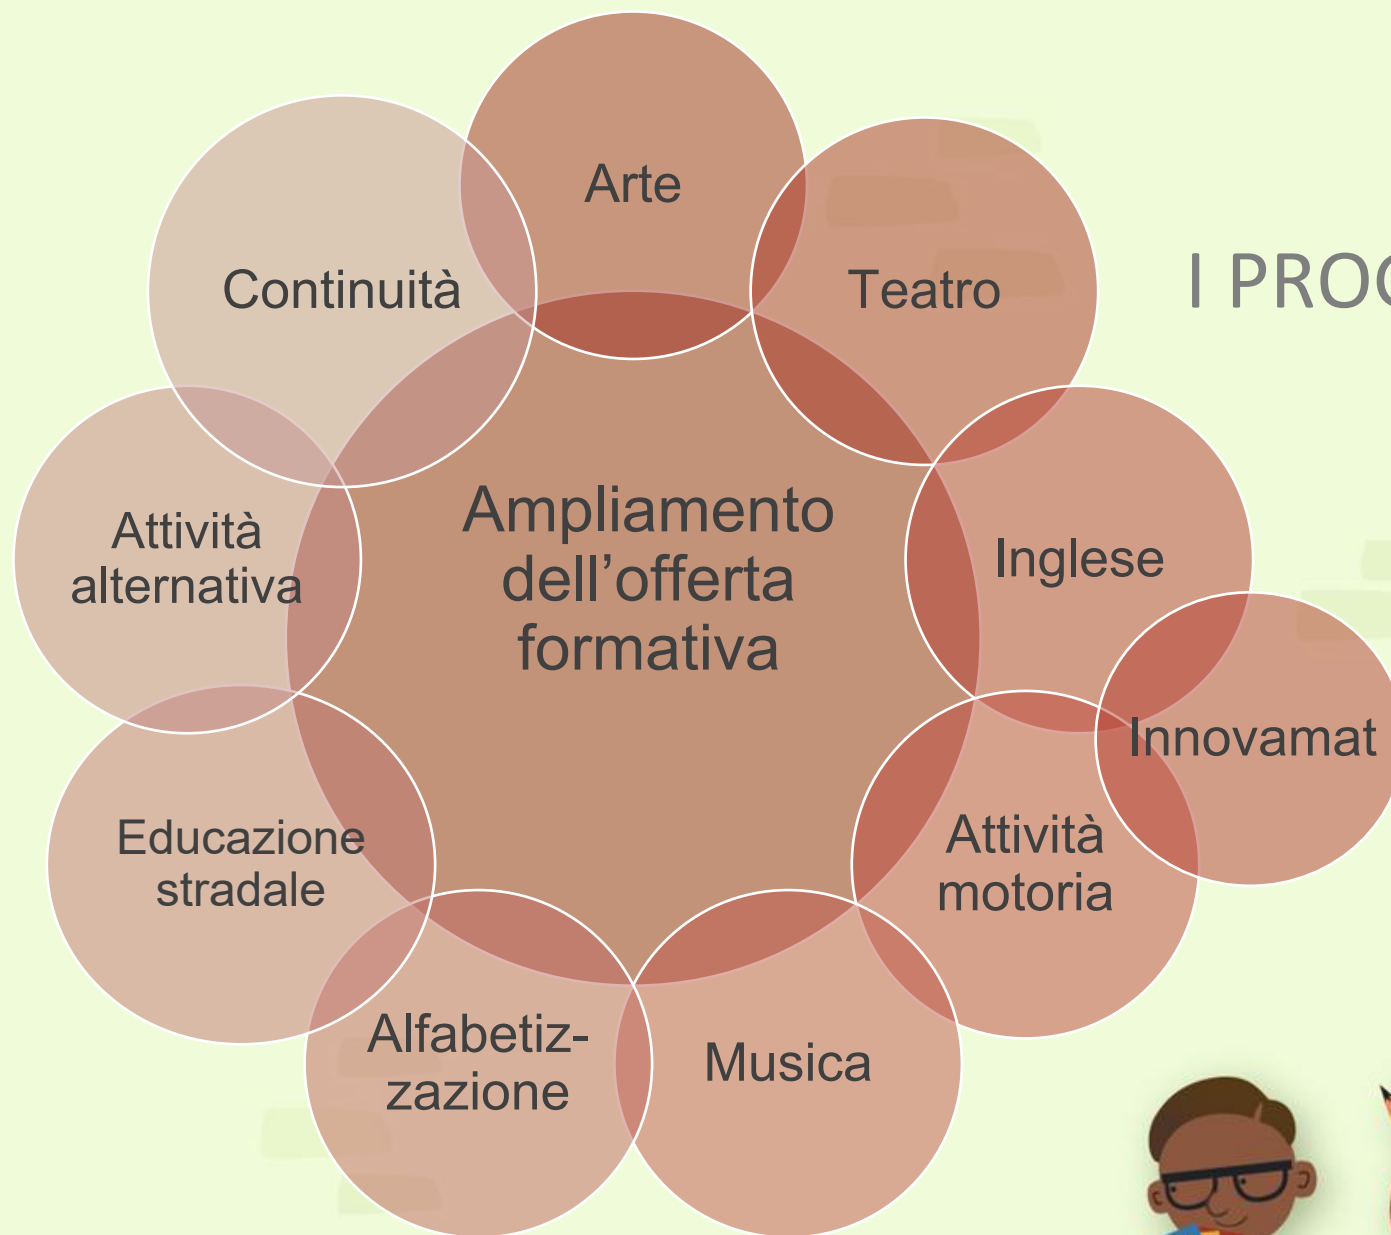 Arte
Teatro
I PROG
Continuità
Ampliamento
dell’offerta
formativa
Attività
alternativa
Inglese
Innovamat
Attività
motoria
Educazione
stradale
Alfabetiz-
zazione
Musica